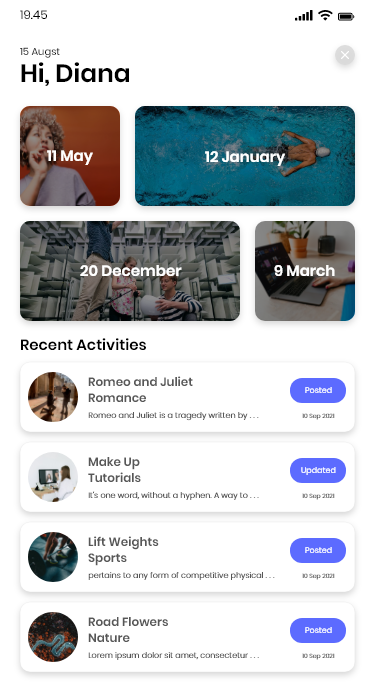 19.45
15 Augst
Hi, Diana
11 May
12 January
20 December
9 March
Recent Activities
Romeo and Juliet
Romance
Romeo and Juliet is a tragedy written by . . .
Posted
10 Sep 2021
Make Up
Tutorials
It's one word, without a hyphen. A way to . . .
Updated
10 Sep 2021
Lift Weights
Sports
pertains to any form of competitive physical . . .
Posted
10 Sep 2021
Road Flowers
Nature
Lorem ipsum dolor sit amet, consectetur . . .
Posted
10 Sep 2021